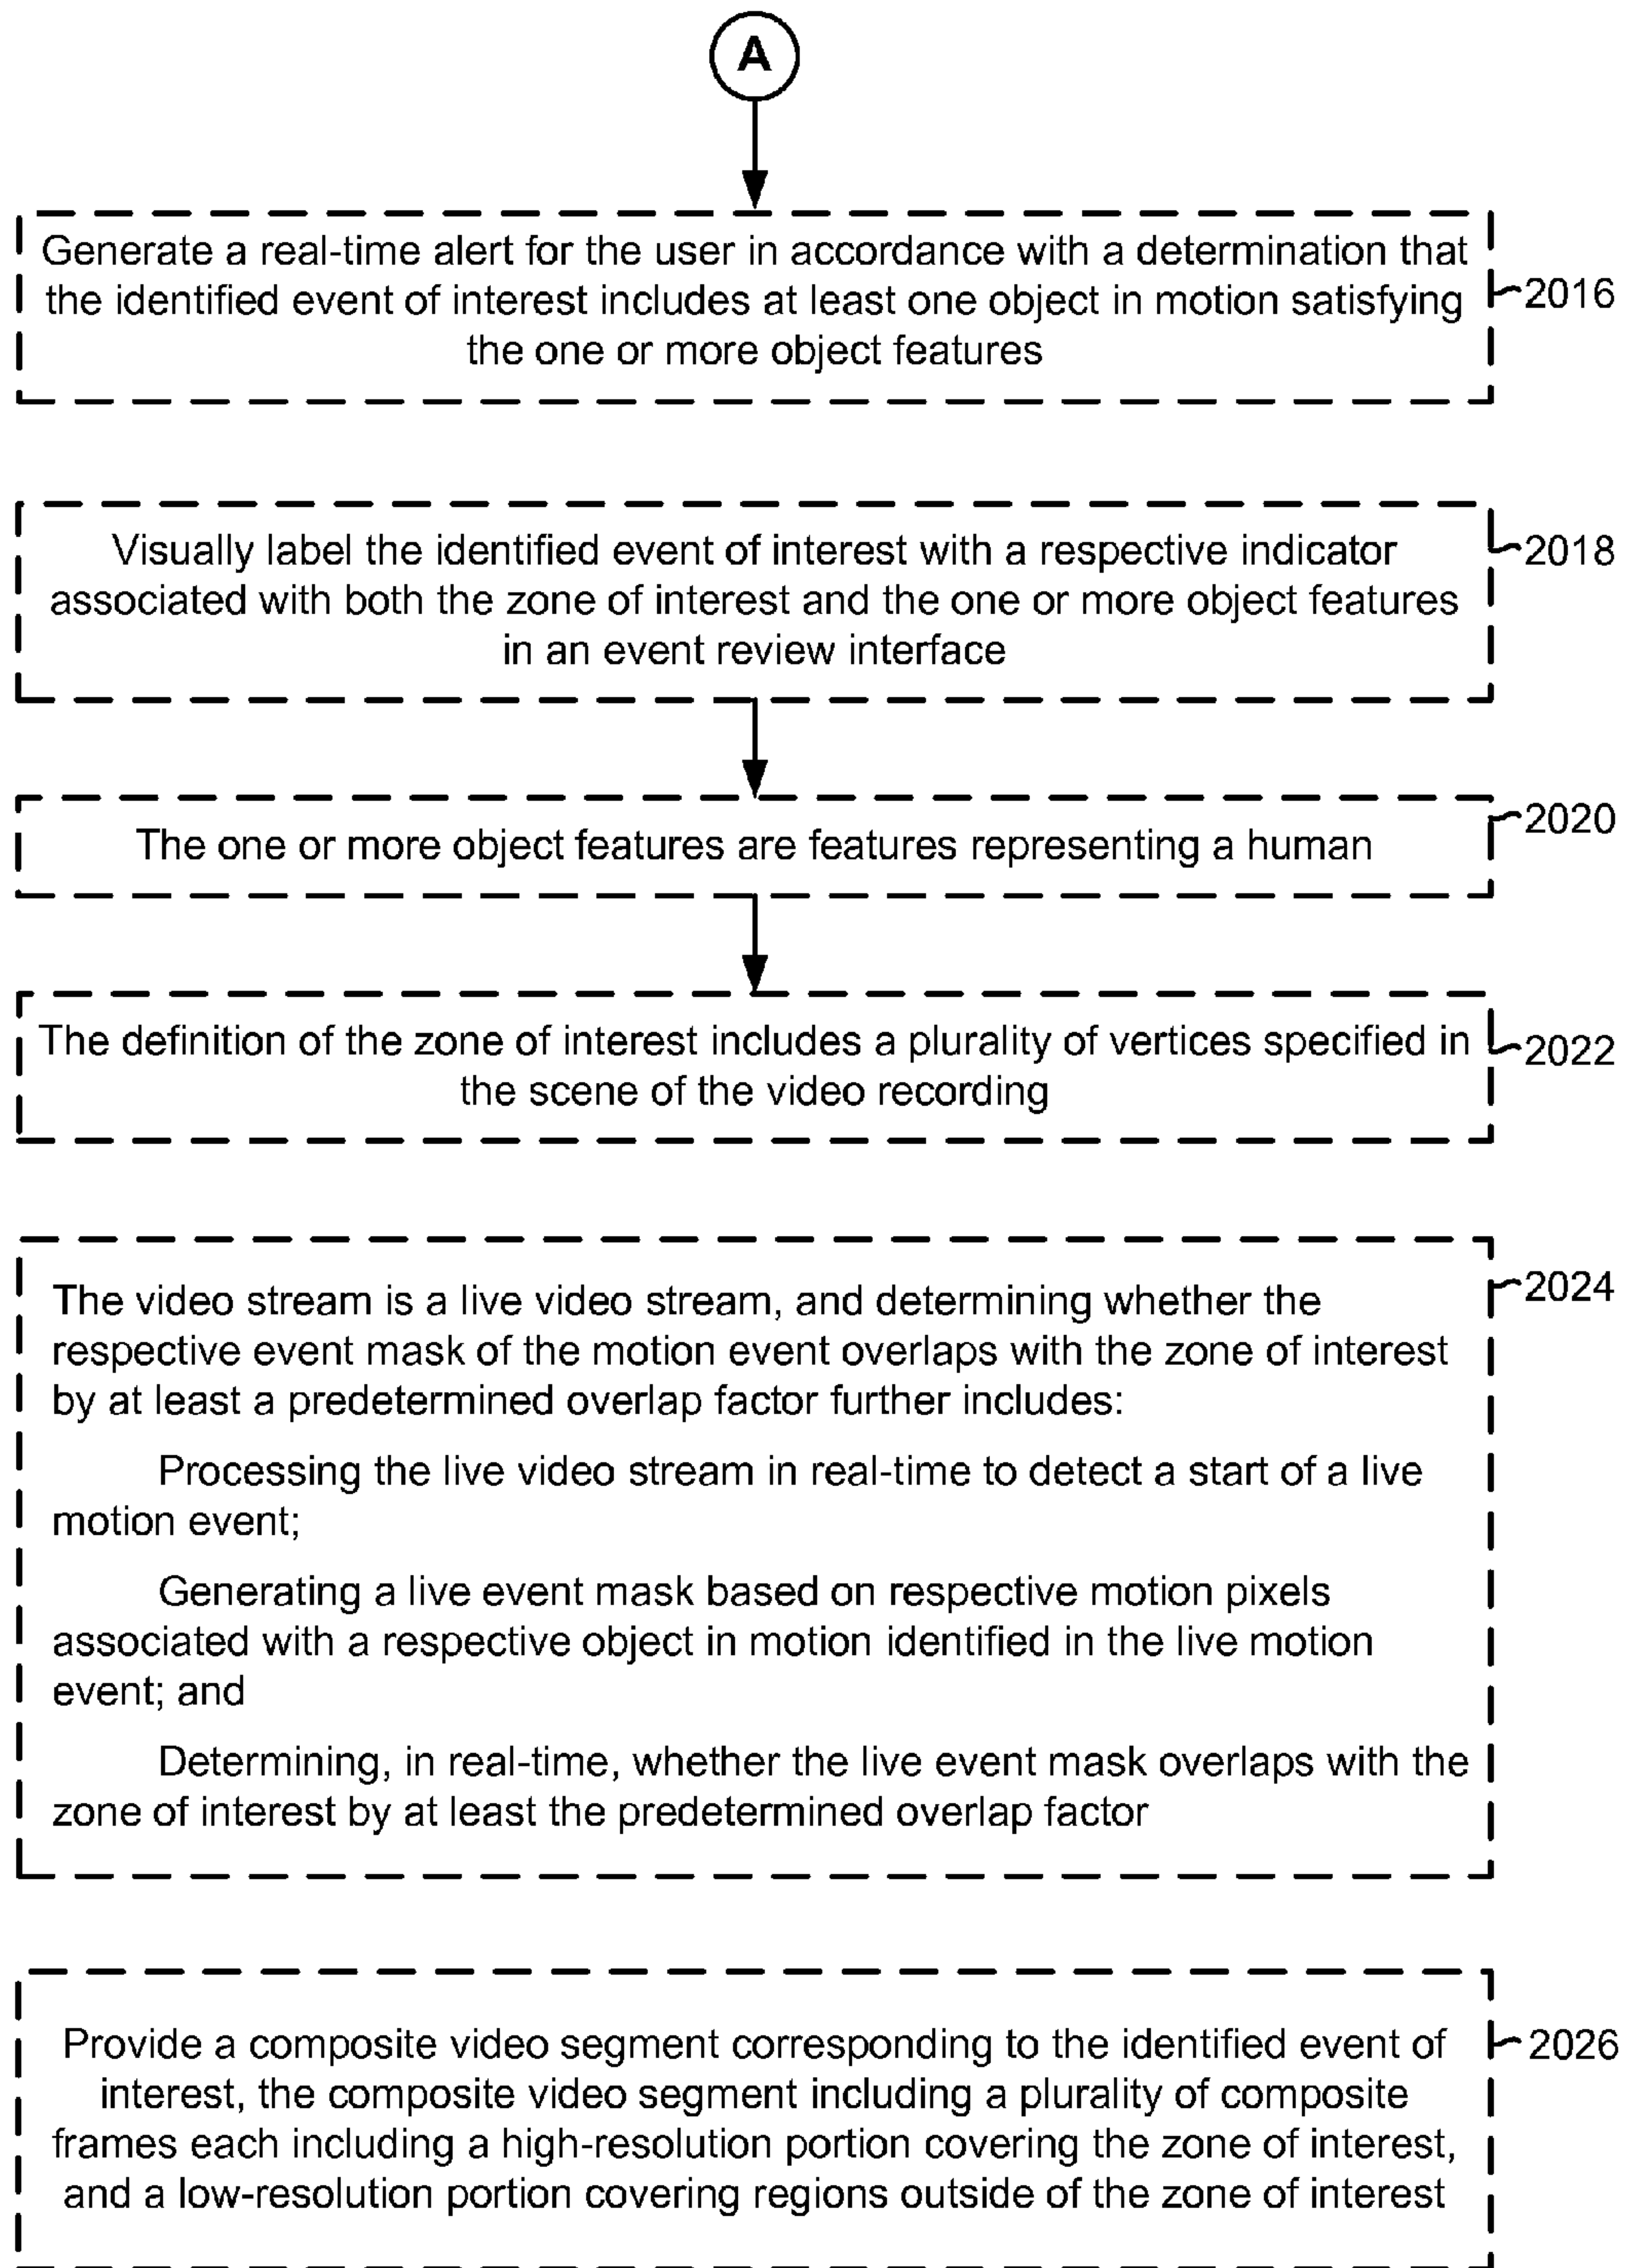 A
Generate a real-time alert for the user in accordance with a determination that
the identified event of interest includes at least one object in motion satisfying
the one or more object features
2016
Visually label the identified event of interest with a respective indicator
associated with both the zone of interest and the one or more object features
in an event review interface
2018
The one or more object features are features representing a human
2020
The definition of the zone of interest includes a plurality of vertices specified in
the scene of the video recording
2022
The video stream is a live video stream, and determining whether the
respective event mask of the motion event overlaps with the zone of interest
by at least a predetermined overlap factor further includes:
Processing the live video stream in real-time to detect a start of a live
motion event;
Generating a live event mask based on respective motion pixels
associated with a respective object in motion identified in the live motion
event; and
Determining, in real-time, whether the live event mask overlaps with the
zone of interest by at least the predetermined overlap factor
2024
Provide a composite video segment corresponding to the identified event of
interest, the composite video segment including a plurality of composite
frames each including a high-resolution portion covering the zone of interest,
and a low-resolution portion covering regions outside of the zone of interest
2026